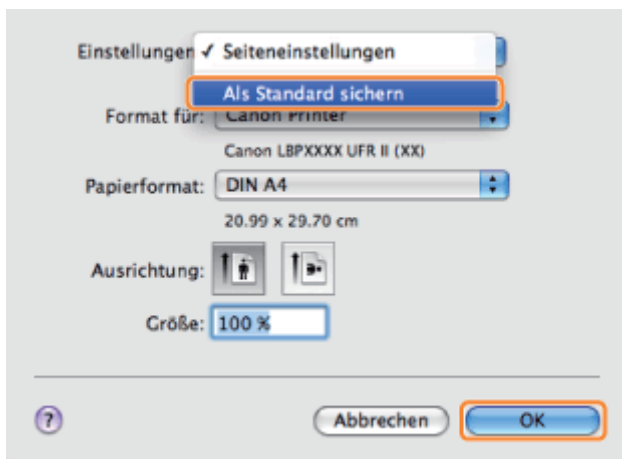 Einstellungen ✓ Seiteneinstellungen
Als Standard sichern
Format für: Canon Printer
Canon LBPXXXX UFR II (XX)
Papierformat: DIN A4
20.99 x 29.70 cm
Ausrichtung:
Größe: 100 %
? Abbrechen OK